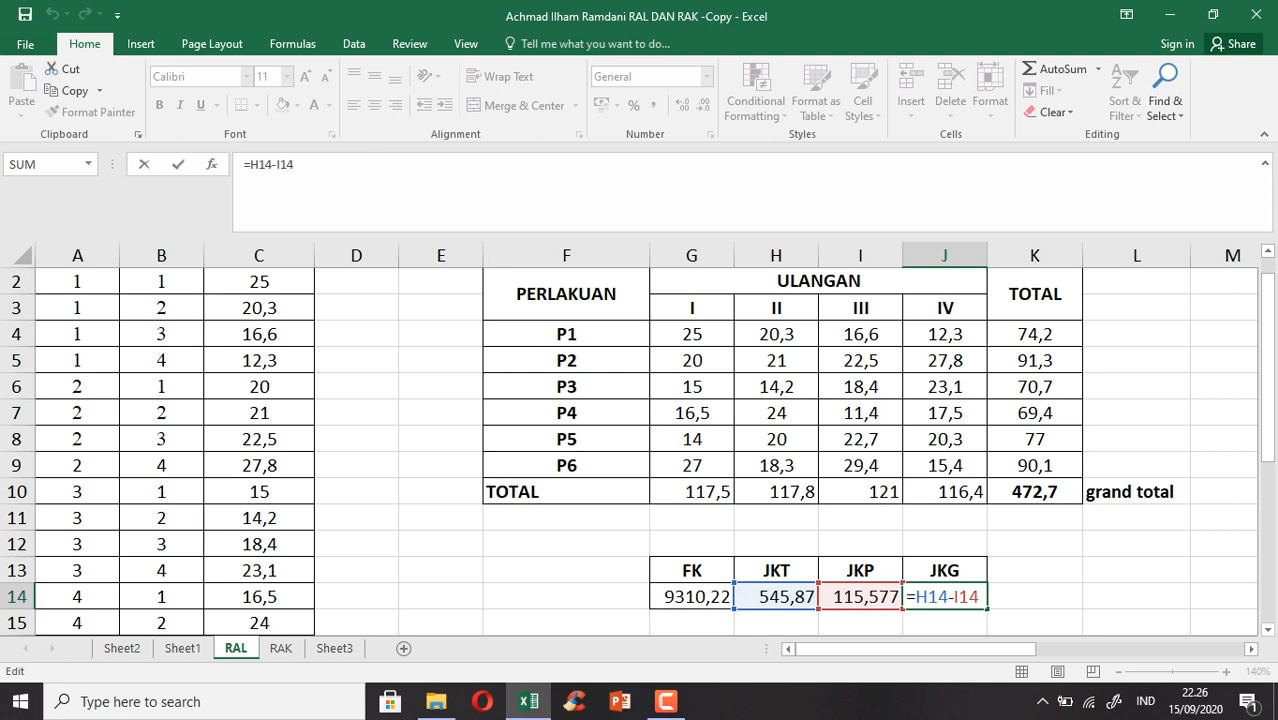 Achmad Ilham Ramdani RAL DAN RAK -Copy - Excel
File Home Insert Page Layout Formulas Data Review View Tell me what you want to do... Sign in Share
Paste Cut Copy Format Painter Clipboard
Calibri 11 B I U A A A Font
Wrap Text Merge & Center Alignment
General % , Number
Conditional Formatting Format as Table Cell Styles Styles
Insert Delete Format Cells
AutoSum Fill Clear Sort & Filter Find & Select Editing
SUM fx =H14-I14
A B C D E F G H I J K L M
2 1 1 25 PERLAKUAN ULANGAN TOTAL
3 1 2 20,3 I II III IV
4 1 3 16,6 P1 25 20,3 16,6 12,3 74,2
5 1 4 12,3 P2 20 21 22,5 27,8 91,3
6 2 1 20 P3 15 14,2 18,4 23,1 70,7
7 2 2 21 P4 16,5 24 11,4 17,5 69,4
8 2 3 22,5 P5 14 20 22,7 20,3 77
9 2 4 27,8 P6 27 18,3 29,4 15,4 90,1
10 3 1 15 TOTAL 117,5 117,8 121 116,4 472,7 grand total
11 3 2 14,2
12 3 3 18,4
13 3 4 23,1 FK JKT JKP JKG
14 4 1 16,5 9310,22 545,87 115,577 =H14-I14
15 4 2 24
Sheet2 Sheet1 RAL RAK Sheet3
Edit 140%
Type here to search IND 22.26
15/09/2020 1